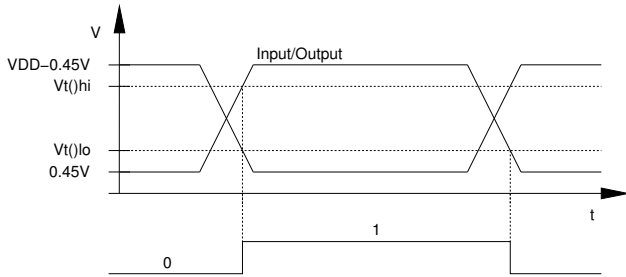 V
Input/Output
VDD−0.45V
Vt()hi
Vt()lo
0.45V
t
1
0